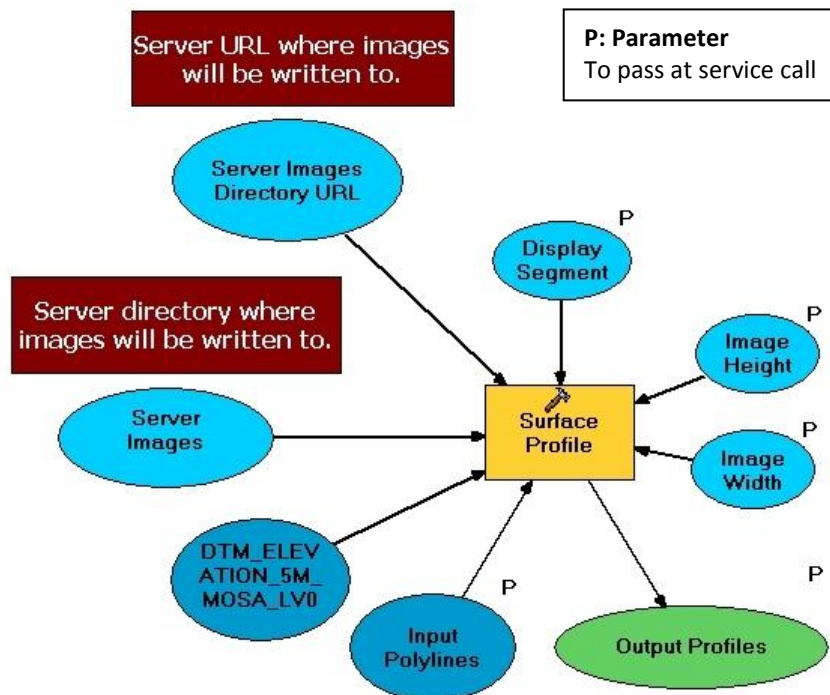 Server URL where images
will be written to.
P: Parameter
To pass at service call
Server Images
Directory URL
P
Display
Segment
Server directory where
images will be written to.
P
Image
Height
Server
Images
Surface
Profile
P
Image
Width
DTM_ELEV
ATION_5M_
MOSA_LV0
P
Input
Polylines
P
Output Profiles